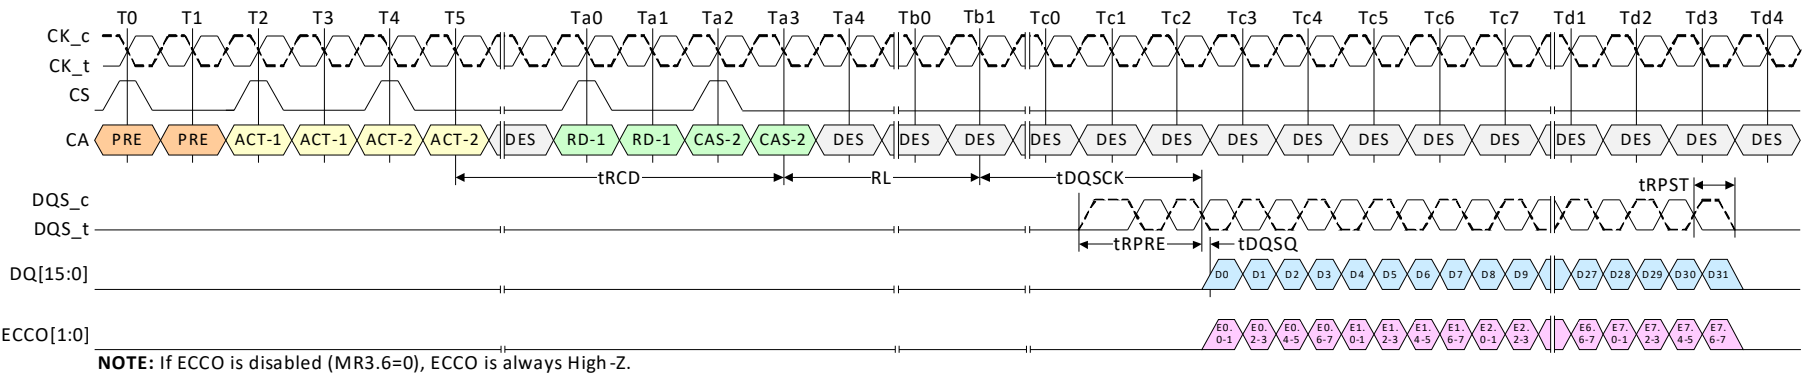 T0 T1 T2 T3 T4 T5 Ta0 Ta1 Ta2 Ta3 Ta4 Tb0 Tb1 Tc0 Tc1 Tc2 Tc3 Tc4 Tc5 Tc6 Tc7 Td1 Td2 Td3 Td4
CK_c
CK_t
CS
CA PRE PRE ACT-1 ACT-1 ACT-2 ACT-2 DES RD-1 RD-1 CAS-2 CAS-2 DES DES DES DES DES DES DES DES DES DES DES DES DES DES DES
tRCD RL tDQSCK tRPST
DQS_c
DQS_t
tRPRE tDQSQ
DQ[15:0] D0 D1 D2 D3 D4 D5 D6 D7 D8 D9 D27 D28 D29 D30 D31
ECCO[1:0] E0. E0. E0. E0. E1. E1. E1. E1. E2. E2. E6. E7. E7. E7. E7.
0-1 2-3 4-5 6-7 0-1 2-3 4-5 6-7 0-1 2-3 6-7 0-1 2-3 4-5 6-7
NOTE: If ECCO is disabled (MR3.6=0), ECCO is always High-Z.